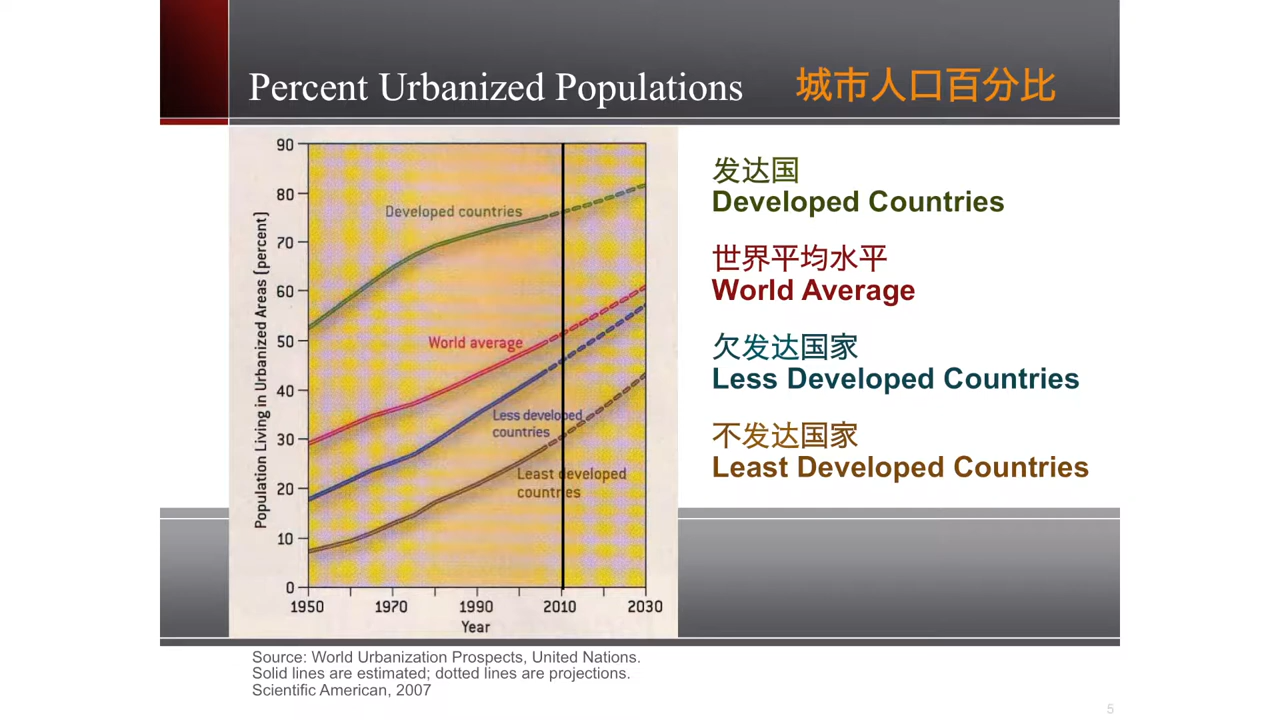 Percent Urbanized Populations 城市人口百分比
90
80
70
60
50
40
30
20
10
0
Population Living in Urbanized Areas (percent)
Developed countries
World average
Less developed
countries
Least developed
countries
1950 1970 1990 2010 2030
Year
发达国
Developed Countries
世界平均水平
World Average
欠发达国家
Less Developed Countries
不发达国家
Least Developed Countries
Source: World Urbanization Prospects, United Nations.
Solid lines are estimated; dotted lines are projections.
Scientific American, 2007
5